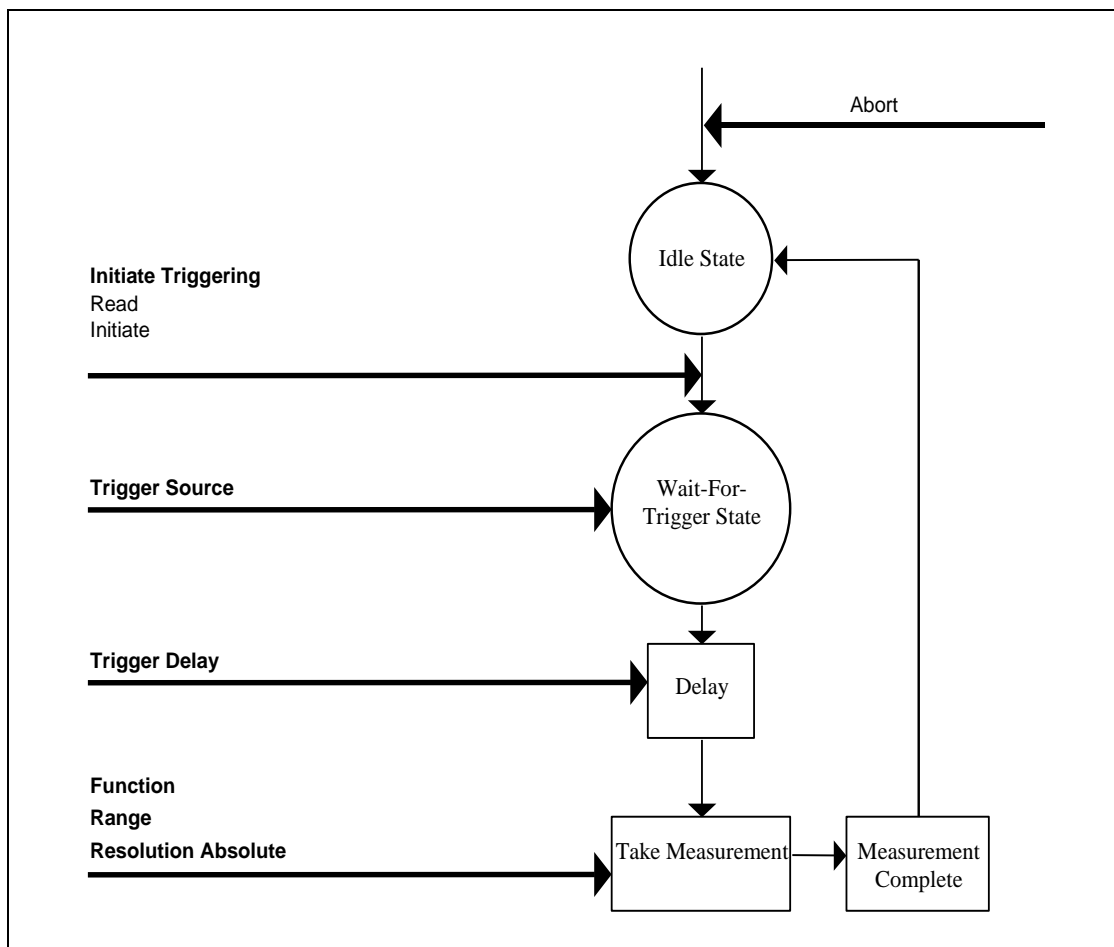 Abort
Idle State
Initiate Triggering
Read
Initiate
Trigger Source
Wait-For-
Trigger State
Trigger Delay
Delay
Function
Range
Resolution Absolute
Take Measurement
Measurement
Complete